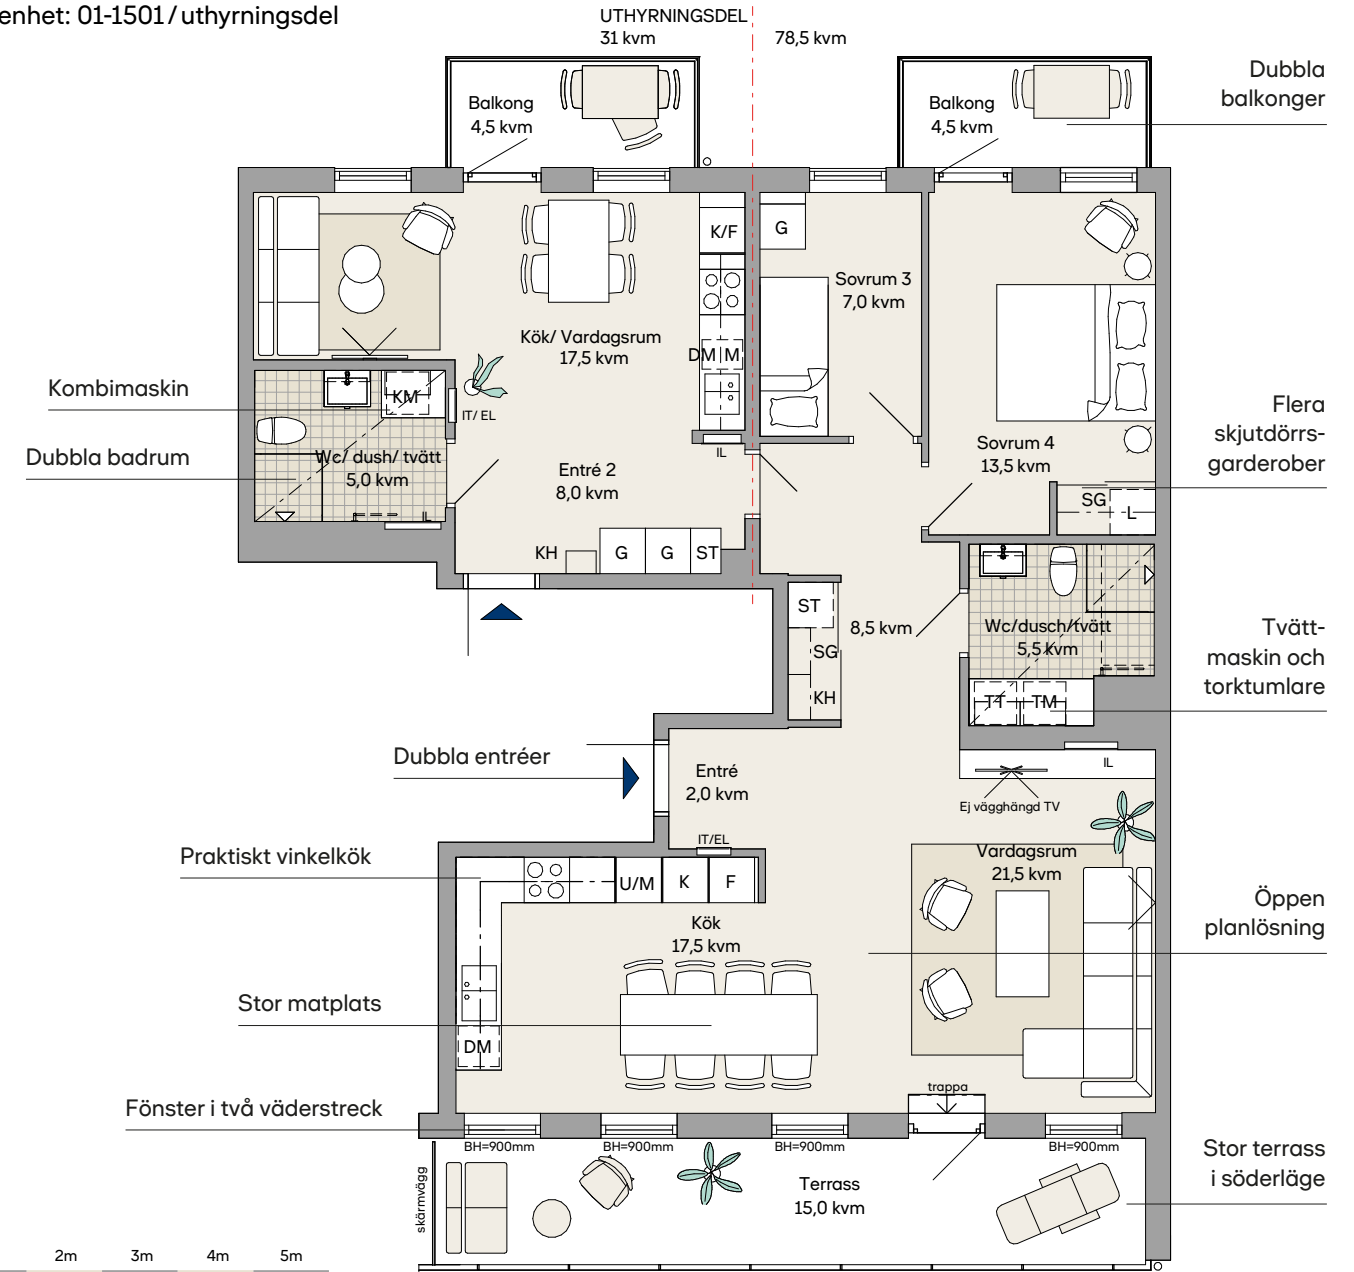 enhet: 01-1501 / uthyrningsdel
UTHYRNINGSDEL
31 kvm
78,5 kvm
Balkong
4,5 kvm
Balkong
4,5 kvm
Dubbla
balkonger
K/F
G
Sovrum 3
7,0 kvm
Kök/ Vardagsrum
17,5 kvm
DM
M
Kombimaskin
KM
IT/ EL
IL
Flera
skjutdörrs-
garderober
Sovrum 4
13,5 kvm
Dubbla badrum
Wc/ dush/ tvätt
5,0 kvm
IL
Entré 2
8,0 kvm
SG
L
KH
G
G
ST
ST
SG
KH
8,5 kvm
Wc/dusch/tvätt
5,5 kvm
TT
TM
Tvätt-
maskin och
torktumlare
Dubbla entréer
Entré
2,0 kvm
IL
Ej vägghängd TV
IT/EL
Praktiskt vinkelkök
U/M
K
F
Vardagsrum
21,5 kvm
Öppen
planlösning
Kök
17,5 kvm
Stor matplats
DM
trappa
Fönster i två väderstreck
BH=900mm
BH=900mm
BH=900mm
BH=900mm
skärmvägg
Terrass
15,0 kvm
Stor terrass
i söderläge
2m
3m
4m
5m